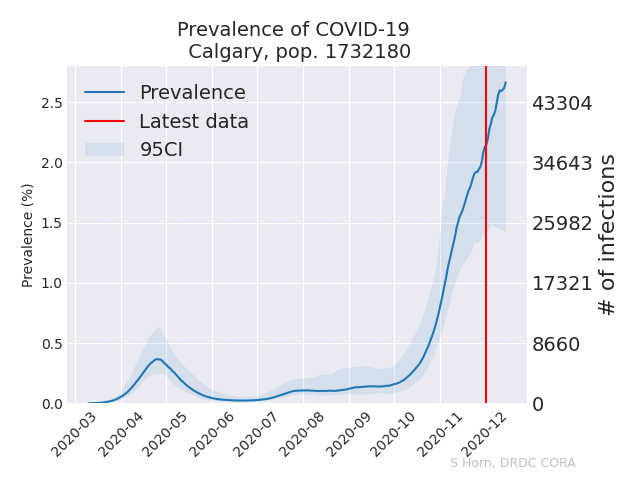 Prevalence of COVID-19
Calgary, pop. 1732180
Prevalence
Latest data
95CI
Prevalence (%)
2.5
2.0
1.5
1.0
0.5
0.0
43304
34643
25982
17321
8660
0
# of infections
2020-03
2020-04
2020-05
2020-06
2020-07
2020-08
2020-09
2020-10
2020-11
2020-12
S Horn, DRDC CORA